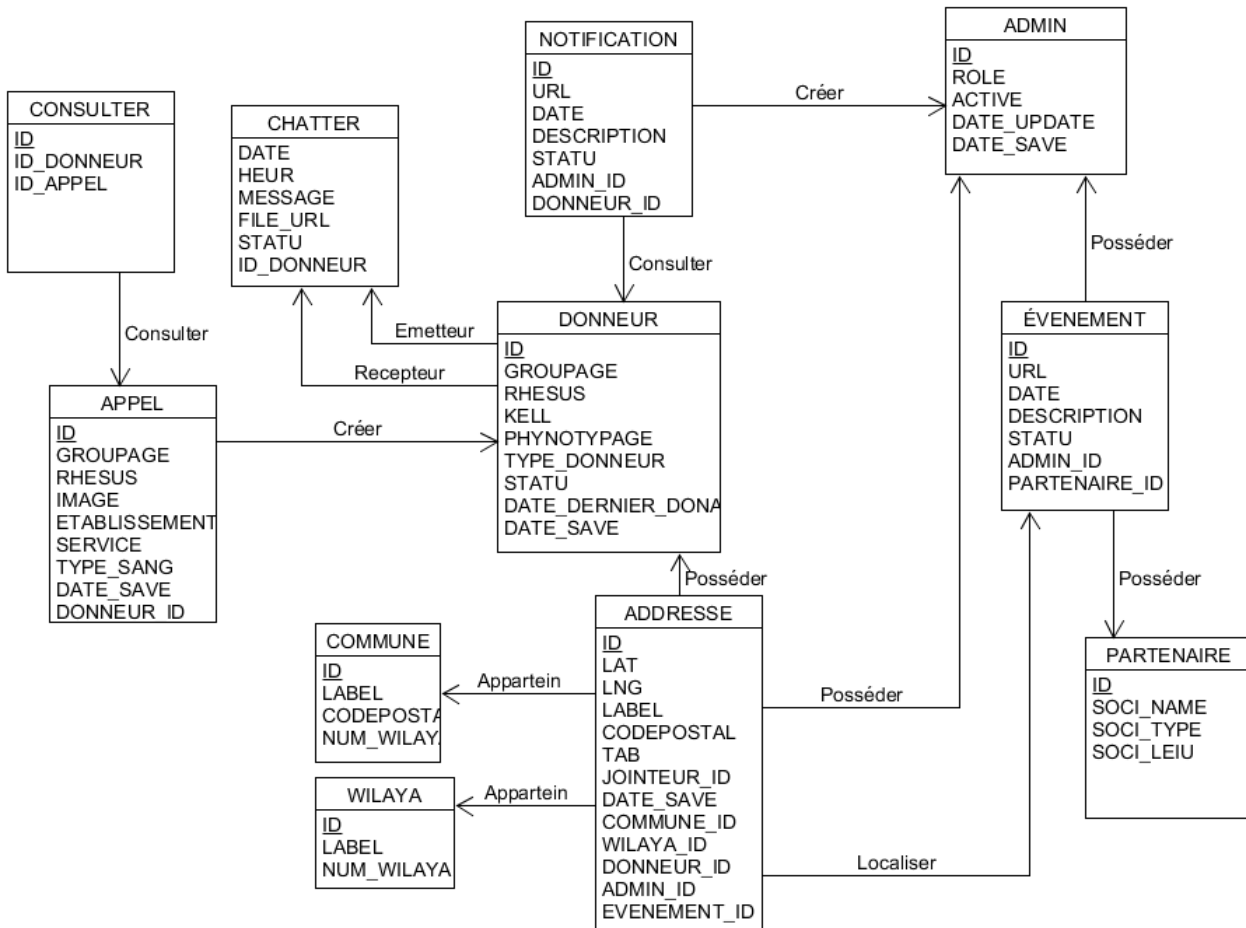 CONSULTER
ID
ID_DONNEUR
ID_APPEL
CHATTER
DATE
HEUR
MESSAGE
FILE_URL
STATU
ID_DONNEUR
NOTIFICATION
ID
URL
DATE
DESCRIPTION
STATU
ADMIN_ID
DONNEUR_ID
Créer
ADMIN
ID
ROLE
ACTIVE
DATE_UPDATE
DATE_SAVE
Consulter
Posséder
Consulter
Emetteur
Recepteur
DONNEUR
ID
GROUPAGE
RHESUS
KELL
PHYNOTYPAGE
TYPE_DONNEUR
STATU
DATE_DERNIER_DONA
DATE_SAVE
ÉVENEMENT
ID
URL
DATE
DESCRIPTION
STATU
ADMIN_ID
PARTENAIRE_ID
APPEL
ID
GROUPAGE
RHESUS
IMAGE
ETABLISSEMENT
SERVICE
TYPE_SANG
DATE_SAVE
DONNEUR_ID
Créer
Posséder
Posséder
COMMUNE
ID
LABEL
CODEPOSTA
NUM_WILAYA
Appartein
ADDRESSE
ID
LAT
LNG
LABEL
CODEPOSTAL
TAB
JOINTEUR_ID
DATE_SAVE
COMMUNE_ID
WILAYA_ID
DONNEUR_ID
ADMIN_ID
EVENEMENT_ID
Posséder
PARTENAIRE
ID
SOCI_NAME
SOCI_TYPE
SOCI_LEIU
WILAYA
ID
LABEL
NUM_WILAYA
Appartein
Localiser